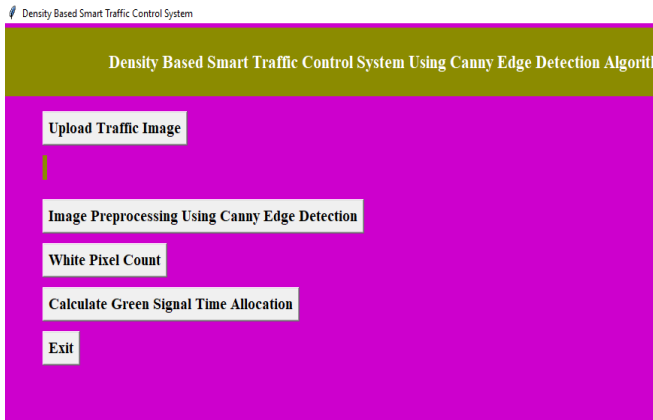 Density Based Smart Traffic Control System
Density Based Smart Traffic Control System Using Canny Edge Detection
Upload Traffic Image
Image Preprocessing Using Canny Edge Detection
White Pixel Count
Calculate Green Signal Time Allocation
Exit